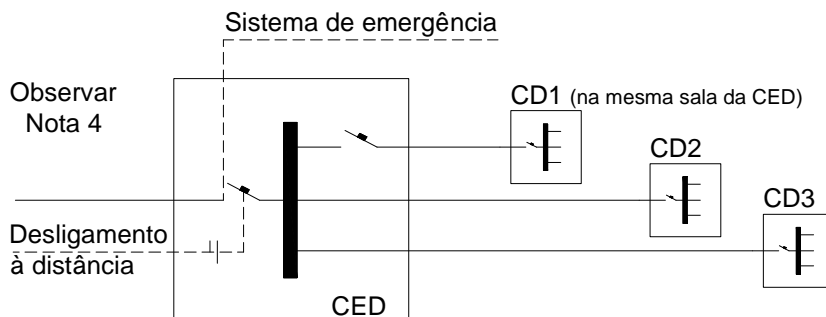 Sistema de emergência
Observar
Nota 4
CD1 (na mesma sala da CED)
CD2
CD3
Desligamento
à distância
CED